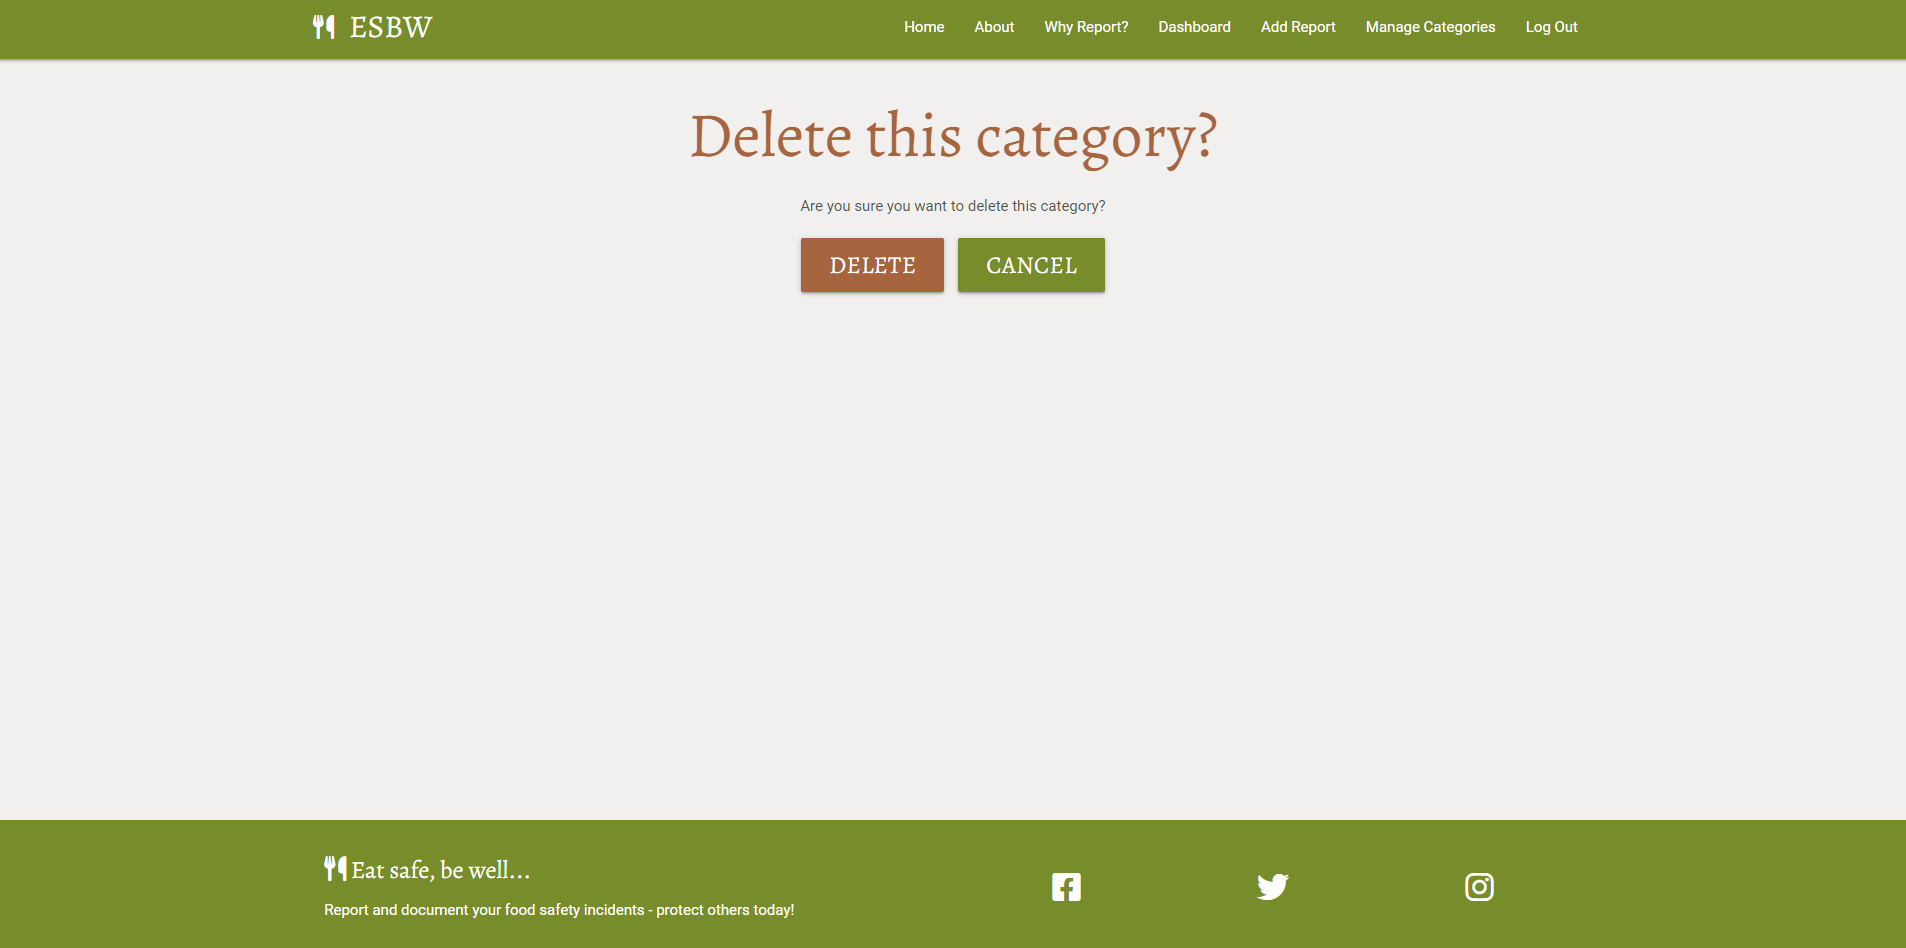 ESBW
Home About Why Report? Dashboard Add Report Manage Categories Log Out
Delete this category?
Are you sure you want to delete this category?
DELETE CANCEL
Eat safe, be well...
Report and document your food safety incidents - protect others today!